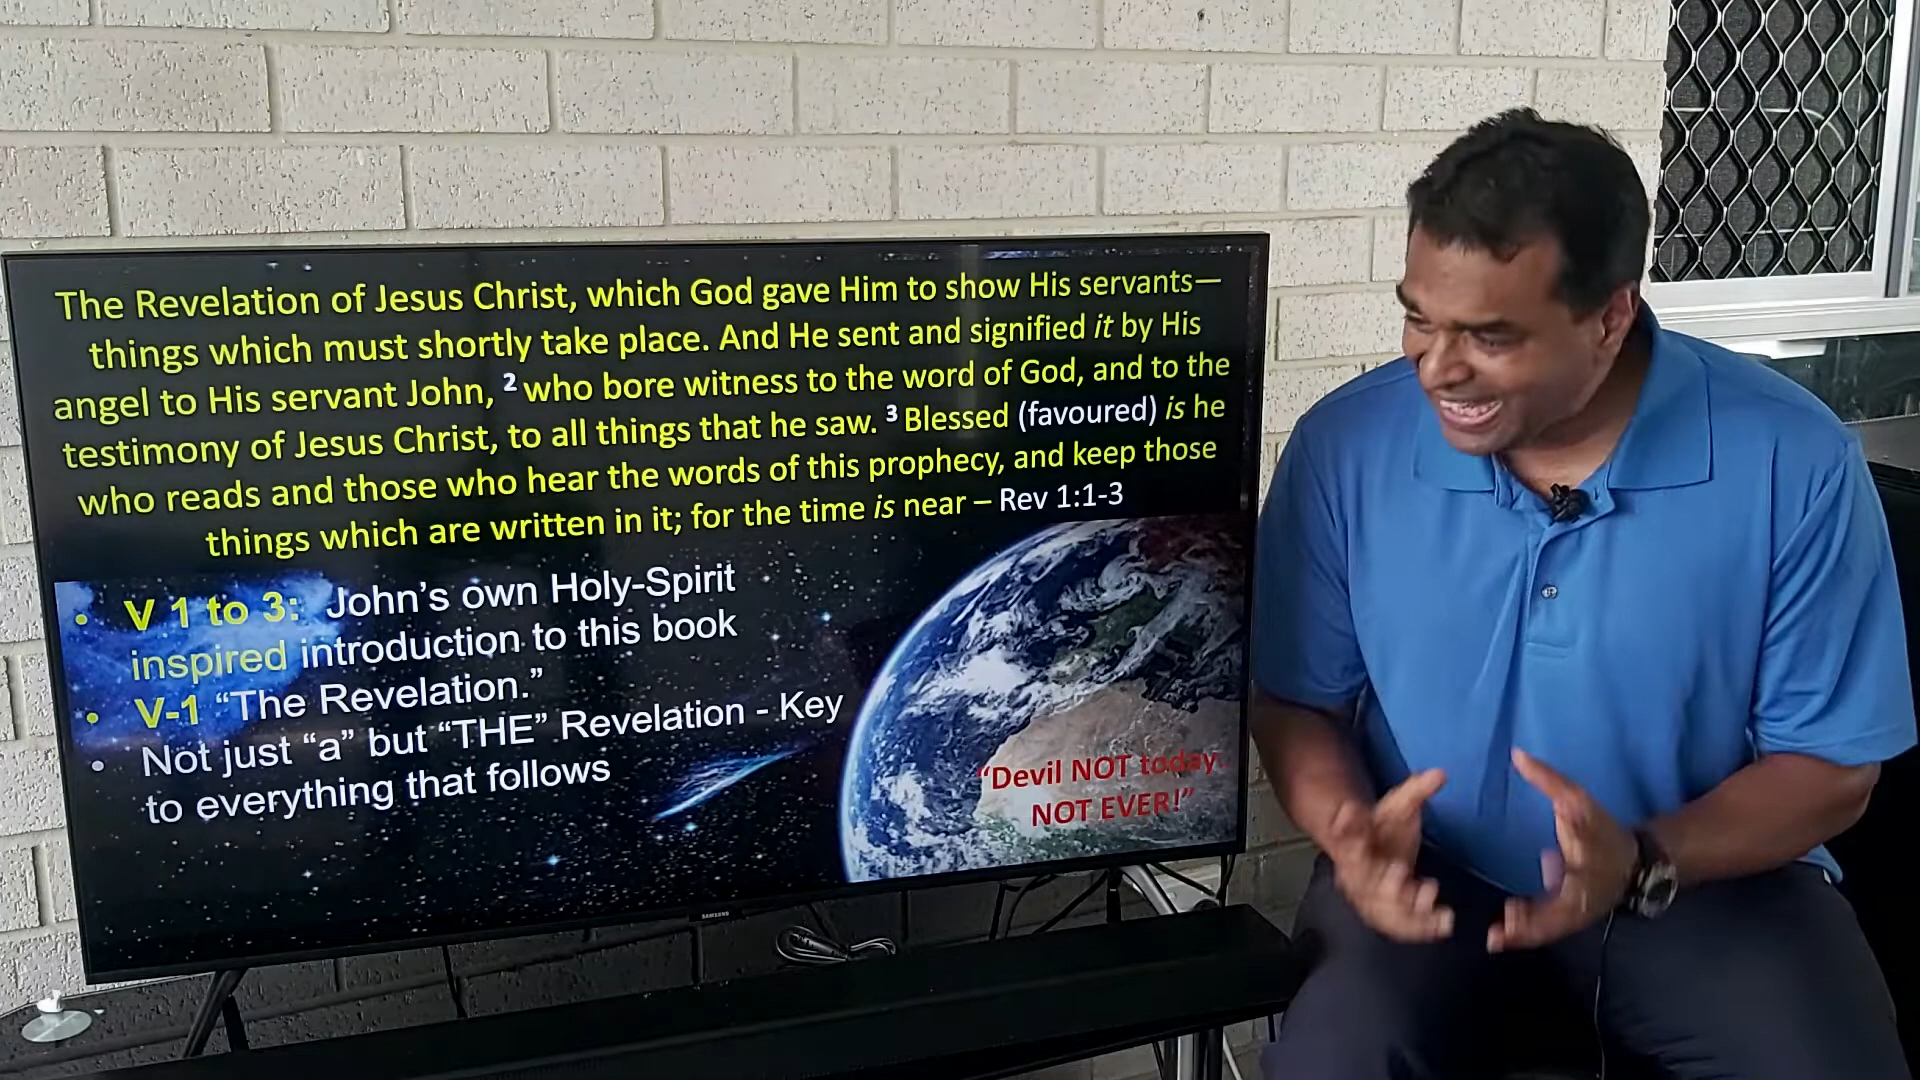 The Revelation of Jesus Christ, which God gave Him to show His servants—
things which must shortly take place. And He sent and signified it by His
angel to His servant John, 2 who bore witness to the word of God, and to the
testimony of Jesus Christ, to all things that he saw. 3 Blessed (favoured) is he
who reads and those who hear the words of this prophecy, and keep those
things which are written in it; for the time is near – Rev 1:1-3
• V 1 to 3: John’s own Holy-Spirit
inspired introduction to this book
• V-1 “The Revelation.”
• Not just “a” but “THE” Revelation - Key
to everything that follows
“Devil NOT today.
NOT EVER!”
SAMSUNG